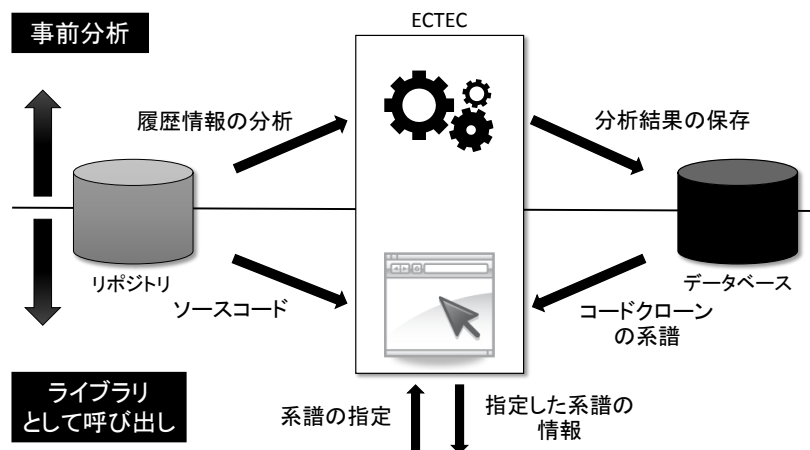 ECTEC
事前分析
履歴情報の分析
分析結果の保存
リポジトリ
データベース
ソースコード
コードクローン
の系譜
ライブラリ
として呼び出し
系譜の指定
指定した系譜の
情報